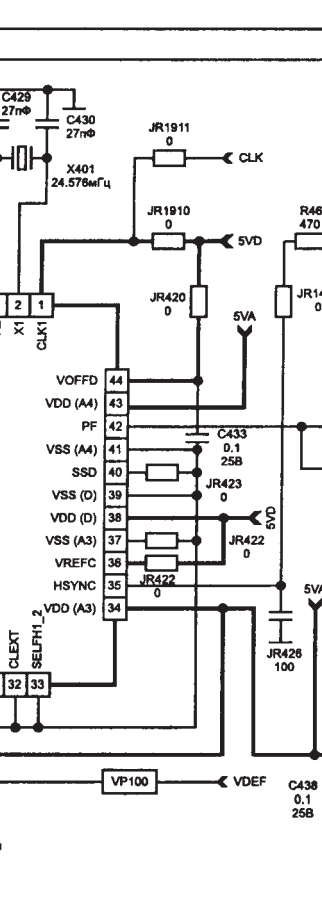 C429
27пФ
C430
27пФ
X401
24.576мГц
JR1911
0
CLK
JR1910
0
5VD
R46
470
JR420
0
JR14
0
5VA
2
1
X1
CLK1
VOFFD 44
VDD (A4) 43
PF 42
VSS (A4) 41
SSD 40
VSS (D) 39
VDD (D) 38
VSS (A3) 37
VREFC 36
HSYNC 35
VDD (A3) 34
C433
0.1
25В
JR423
0
5VD
JR422
0
JR422
0
5VA
JR426
100
CLEXT
SELFH1_2
32
33
VP100
VDEF
C438
0.1
25В